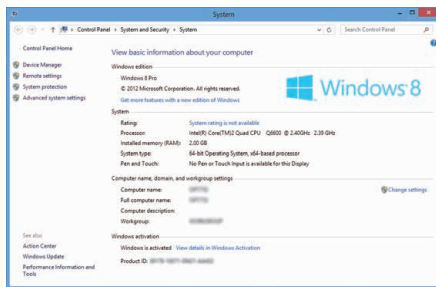 System
Control Panel ▸ System and Security ▸ System
Search Control Panel
Control Panel Home
Device Manager
Remote settings
System protection
Advanced system settings
View basic information about your computer
Windows edition
Windows 8 Pro
© 2012 Microsoft Corporation. All rights reserved.
Get more features with a new edition of Windows
Windows 8
System
Rating: System rating is not available
Processor: Intel(R) Core(TM)2 Quad CPU Q6600 @ 2.40GHz 2.39 GHz
Installed memory (RAM): 2.00 GB
System type: 64-bit Operating System, x64-based processor
Pen and Touch: No Pen or Touch Input is available for this Display
Computer name, domain, and workgroup settings
Computer name:
Change settings
Full computer name:
Computer description:
Workgroup:
Windows activation
Windows is activated View details in Windows Activation
Product ID:
See also
Action Center
Windows Update
Performance Information and
Tools